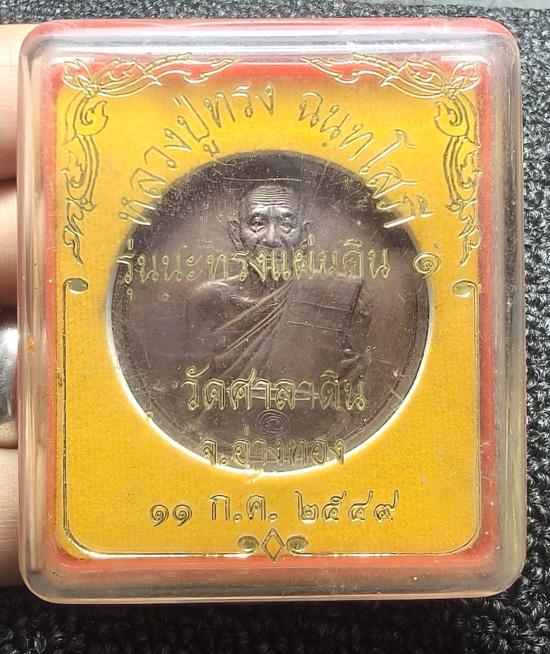 หลวงปู่ทรง ฉนฺทโสภี
รุ่นนะทรงแผ่นดิน ๑
วัดศาลาดิน
จ.อ่างทอง
๑๑ ก.ค. ๒๕๔๙